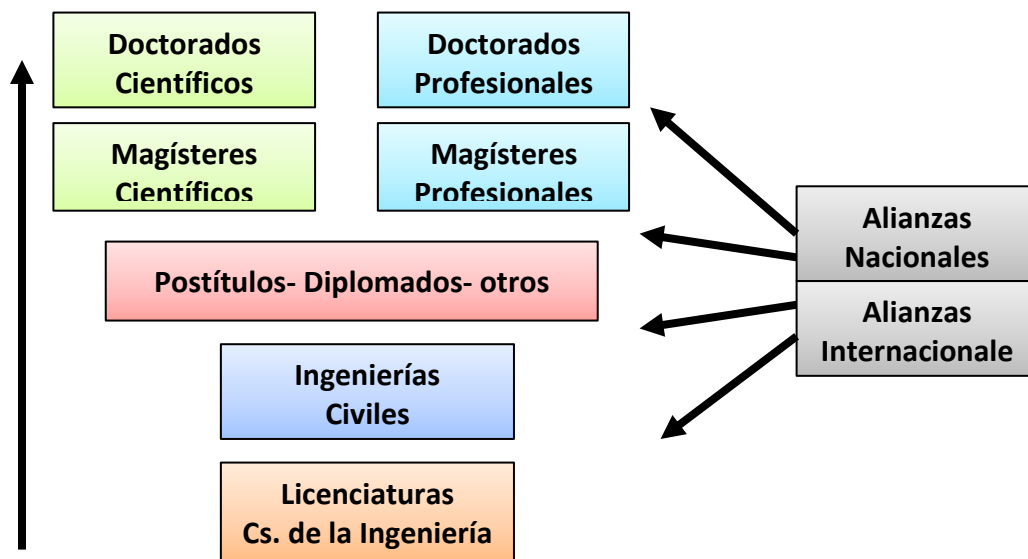 Doctorados
Científicos
Doctorados
Profesionales
Magísteres
Científicos
Magísteres
Profesionales
Alianzas
Nacionales
Postítulos- Diplomados- otros
Alianzas
Internacionale
Ingenierías
Civiles
Licenciaturas
Cs. de la Ingeniería